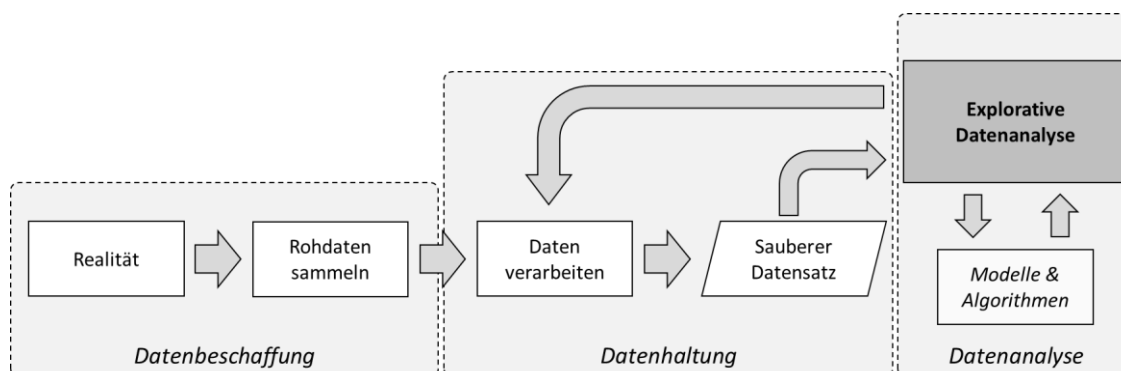 Explorative
Datenanalyse
Realität
Rohdaten
sammeln
Daten
verarbeiten
Sauberer
Datensatz
Modelle &
Algorithmen
Datenbeschaffung
Datenhaltung
Datenanalyse